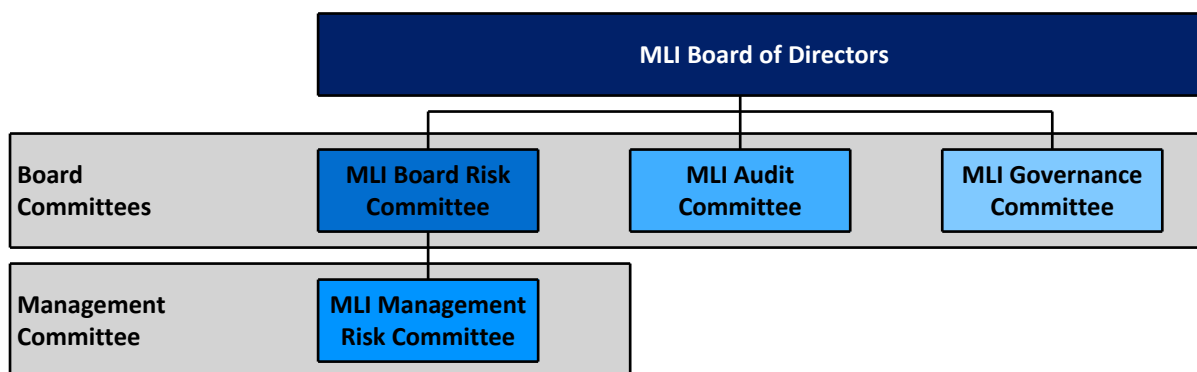 MLI Board of Directors
Board
Committees
MLI Board Risk
Committee
MLI Audit
Committee
MLI Governance
Committee
Management
Committee
MLI Management
Risk Committee